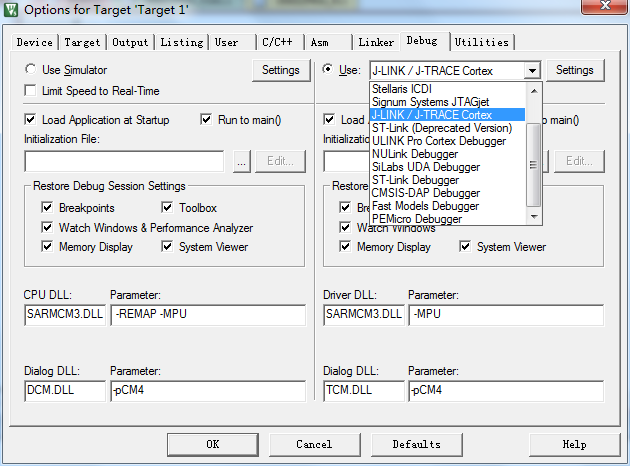 Options for Target 'Target 1'
Device Target Output Listing User C/C++ Asm Linker Debug Utilities
Use Simulator Settings
Limit Speed to Real-Time
Load Application at Startup Run to main()
Initialization File:
... Edit...
Restore Debug Session Settings
Breakpoints Toolbox
Watch Windows & Performance Analyzer
Memory Display System Viewer
CPU DLL: Parameter:
SARMCM3.DLL -REMAP -MPU
Dialog DLL: Parameter:
DCM.DLL -pCM4
Use: J-LINK / J-TRACE Cortex Settings
Stellaris ICDI
Signum Systems JTAGjet
J-LINK / J-TRACE Cortex
ST-Link (Deprecated Version)
ULINK Pro Cortex Debugger
NULink Debugger
SiLabs UDA Debugger
ST-Link Debugger
CMSIS-DAP Debugger
Fast Models Debugger
PEMicro Debugger
Load
o main()
Initialization
Edit...
Restore
Bre
Watch Windows
Memory Display System Viewer
Driver DLL: Parameter:
SARMCM3.DLL -MPU
Dialog DLL: Parameter:
TCM.DLL -pCM4
OK Cancel Defaults Help